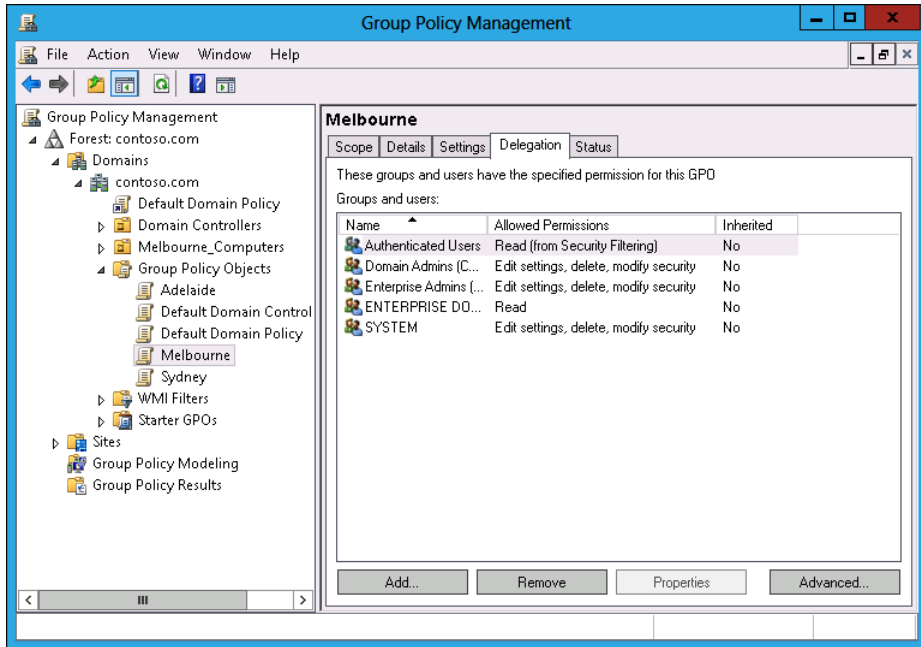 Group Policy Management
File Action View Window Help
Group Policy Management
Forest: contoso.com
Domains
contoso.com
Default Domain Policy
Domain Controllers
Melbourne_Computers
Group Policy Objects
Adelaide
Default Domain Control
Default Domain Policy
Melbourne
Sydney
WMI Filters
Starter GPOs
Sites
Group Policy Modeling
Group Policy Results
Melbourne
Scope Details Settings Delegation Status
These groups and users have the specified permission for this GPO
Groups and users:
Name Allowed Permissions Inherited
Authenticated Users Read (from Security Filtering) No
Domain Admins (C... Edit settings, delete, modify security No
Enterprise Admins (... Edit settings, delete, modify security No
ENTERPRISE DO... Read No
SYSTEM Edit settings, delete, modify security No
Add... Remove Properties Advanced...